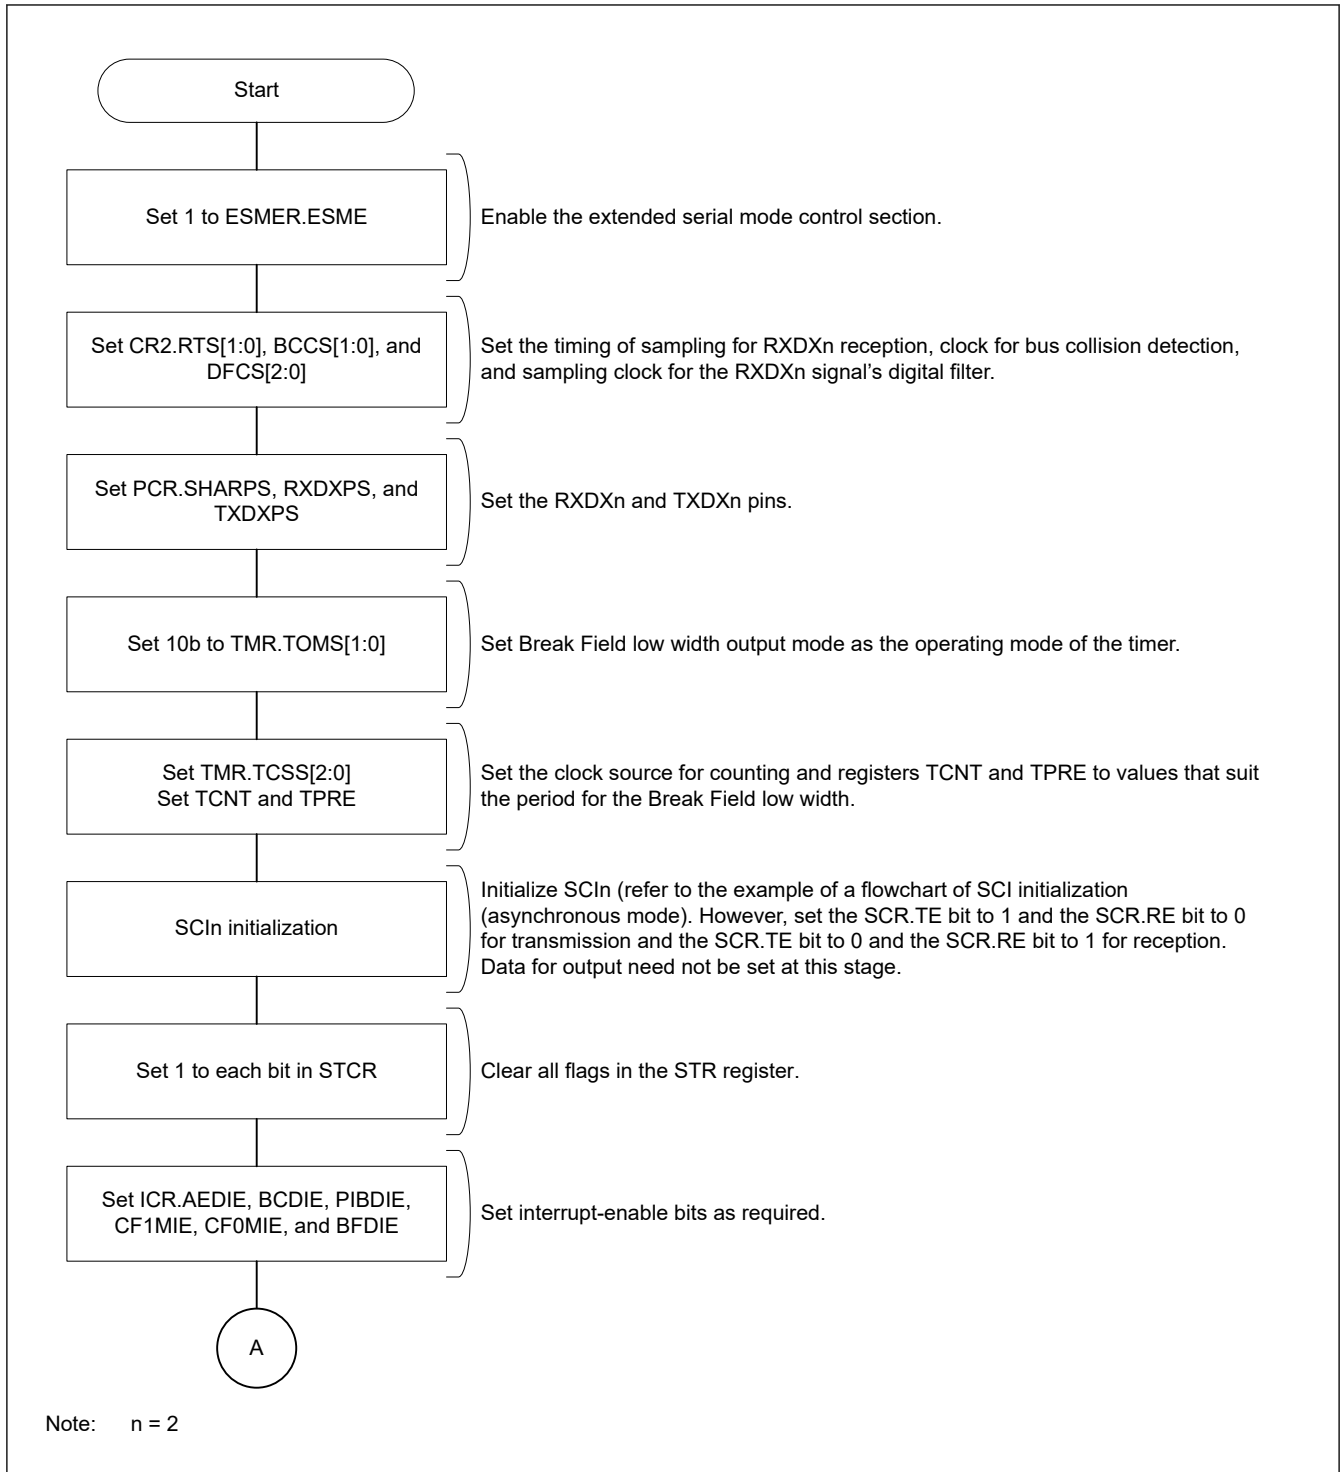 Start
Set 1 to ESMER.ESME
Enable the extended serial mode control section.
Set CR2.RTS[1:0], BCCS[1:0], and
DFCS[2:0]
Set the timing of sampling for RXDXn reception, clock for bus collision detection,
and sampling clock for the RXDXn signal's digital filter.
Set PCR.SHARPS, RXDXPS, and
TXDXPS
Set the RXDXn and TXDXn pins.
Set 10b to TMR.TOMS[1:0]
Set Break Field low width output mode as the operating mode of the timer.
Set TMR.TCSS[2:0]
Set TCNT and TPRE
Set the clock source for counting and registers TCNT and TPRE to values that suit
the period for the Break Field low width.
SCIn initialization
Initialize SCIn (refer to the example of a flowchart of SCI initialization
(asynchronous mode). However, set the SCR.TE bit to 1 and the SCR.RE bit to 0
for transmission and the SCR.TE bit to 0 and the SCR.RE bit to 1 for reception.
Data for output need not be set at this stage.
Set 1 to each bit in STCR
Clear all flags in the STR register.
Set ICR.AEDIE, BCDIE, PIBDIE,
CF1MIE, CF0MIE, and BFDIE
Set interrupt-enable bits as required.
A
Note: n = 2